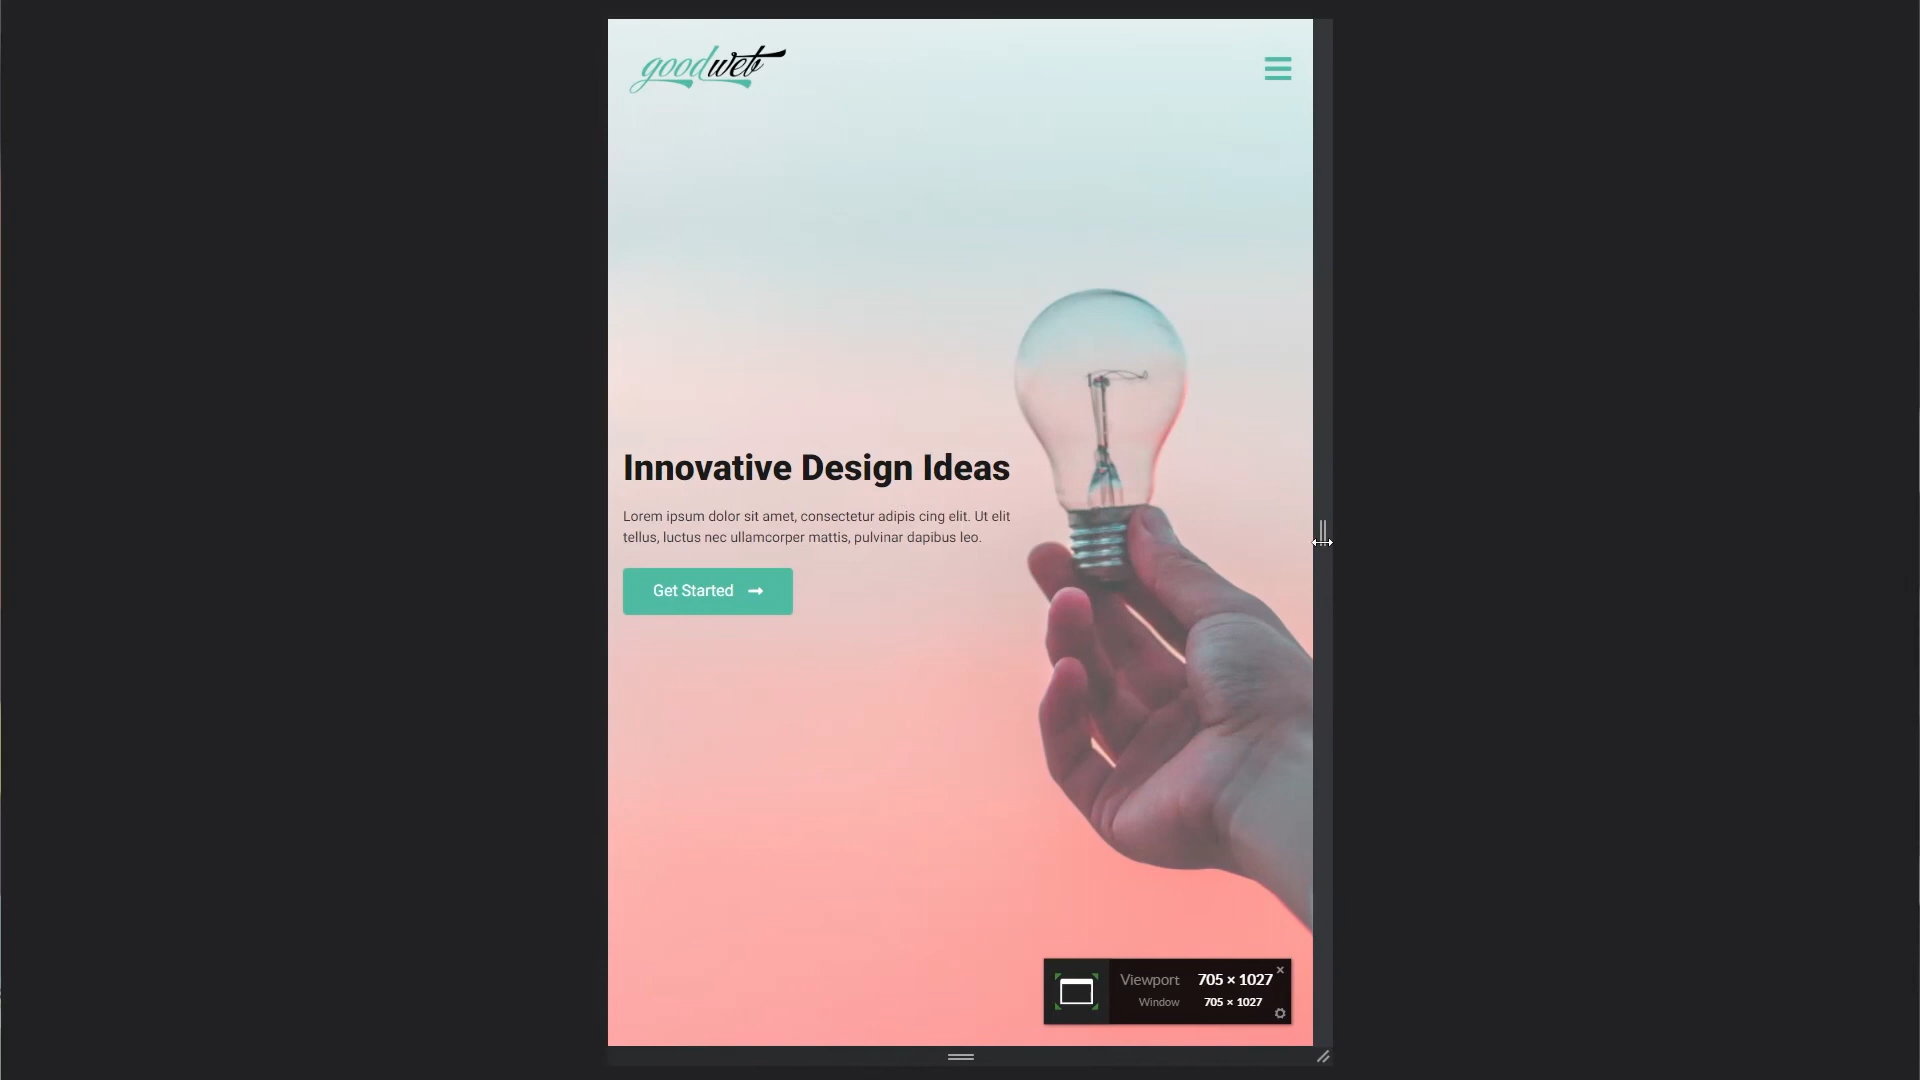 goodweb
Innovative Design Ideas
Lorem ipsum dolor sit amet, consectetur adipis cing elit. Ut elit
tellus, luctus nec ullamcorper mattis, pulvinar dapibus leo.
Get Started
Viewport 705 × 1027
Window 705 × 1027